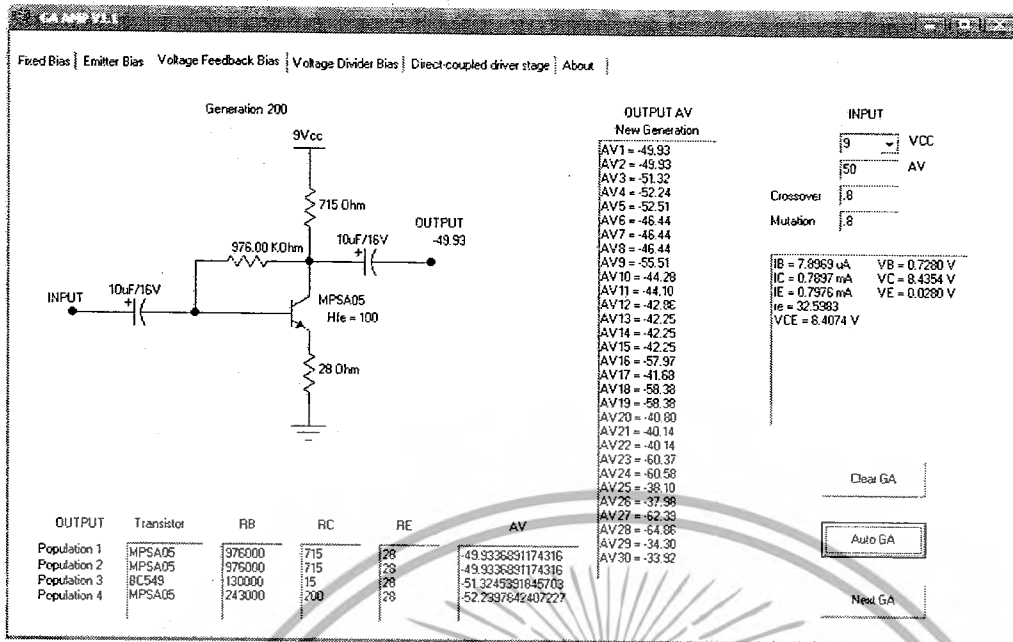 GA AMP V1.1
Fixed Bias | Emitter Bias | Voltage Feedback Bias | Voltage Divider Bias | Direct-coupled driver stage | About
Generation 200
9Vcc
715 Ohm
OUTPUT
-49.93
10uF/16V
976.00 KOhm
INPUT
10uF/16V
MPSA05
Hfe = 100
28 Ohm
OUTPUT AV
New Generation
AV1 = -49.93
AV2 = -49.93
AV3 = -51.32
AV4 = -52.24
AV5 = -52.51
AV6 = -46.44
AV7 = -46.44
AV8 = -46.44
AV9 = -55.51
AV10 = -44.28
AV11 = -44.10
AV12 = -42.86
AV13 = -42.25
AV14 = -42.25
AV15 = -42.25
AV16 = -57.97
AV17 = -41.68
AV18 = -58.38
AV19 = -58.38
AV20 = -40.80
AV21 = -40.14
AV22 = -40.14
AV23 = -60.37
AV24 = -60.58
AV25 = -38.10
AV26 = -37.98
AV27 = -62.39
AV28 = -64.86
AV29 = -34.30
AV30 = -33.92
INPUT
9 VCC
50 AV
Crossover .8
Mutation .8
IB = 7.8969 uA VB = 0.7280 V
IC = 0.7897 mA VC = 8.4354 V
IE = 0.7976 mA VE = 0.0280 V
re = 32.5983
VCE = 8.4074 V
Clear GA
Auto GA
Next GA
OUTPUT Transistor RB RC RE AV
Population 1 MPSA05 976000 715 28 -49.9336891174316
Population 2 MPSA05 976000 715 28 -49.9336891174316
Population 3 BC549 130000 15 28 -51.3245391845703
Population 4 MPSA05 243000 200 28 -52.2397842407227